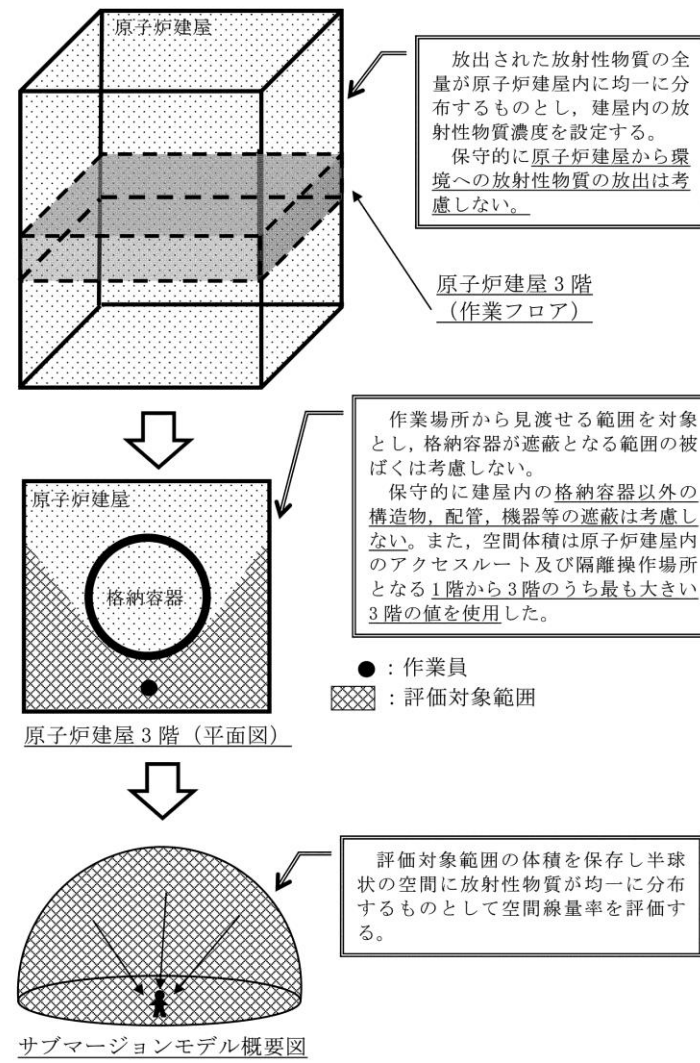 原子炉建屋
放出された放射性物質の全
量が原子炉建屋内に均一に分
布するものとし，建屋内の放
射性物質濃度を設定する。
保守的に原子炉建屋から環
境への放射性物質の放出は考
慮しない。
原子炉建屋３階
（作業フロア）
作業場所から見渡せる範囲を対象
とし，格納容器が遮蔽となる範囲の被
ばくは考慮しない。
保守的に建屋内の格納容器以外の
構造物，配管，機器等の遮蔽は考慮し
ない。また，空間体積は原子炉建屋内
のアクセスルート及び隔離操作場所
となる１階から３階のうち最も大きい
３階の値を使用した。
原子炉建屋
格納容器
●：作業員
：評価対象範囲
原子炉建屋３階（平面図）
評価対象範囲の体積を保存し半球
状の空間に放射性物質が均一に分布
するものとして空間線量率を評価す
る。
サブマージョンモデル概要図